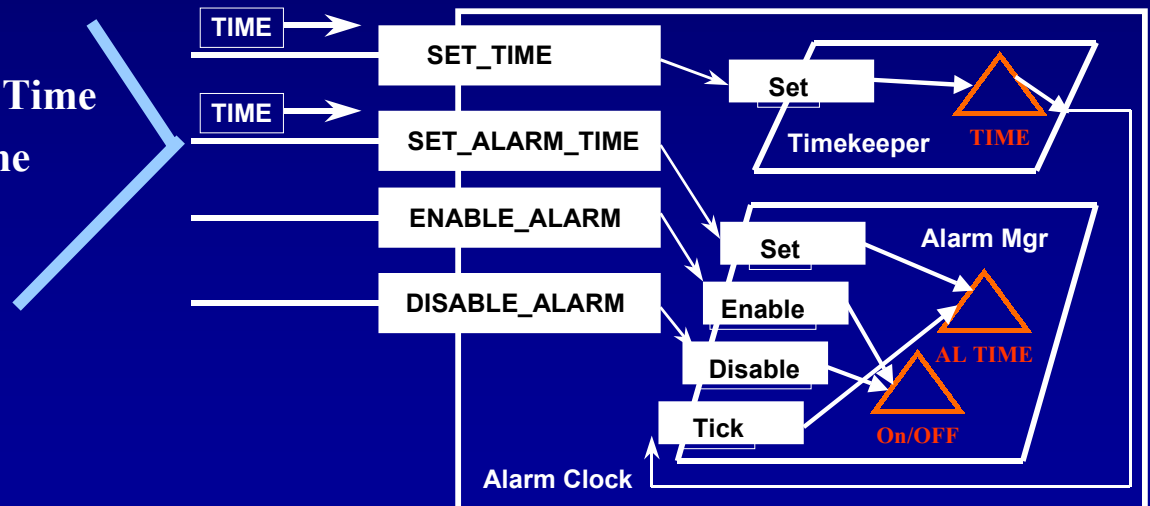 Time
me
TIME
TIME
SET_TIME
SET_ALARM_TIME
ENABLE_ALARM
DISABLE_ALARM
Set
Timekeeper
TIME
Alarm Mgr
Set
Enable
Disable
Tick
AL TIME
On/OFF
Alarm Clock